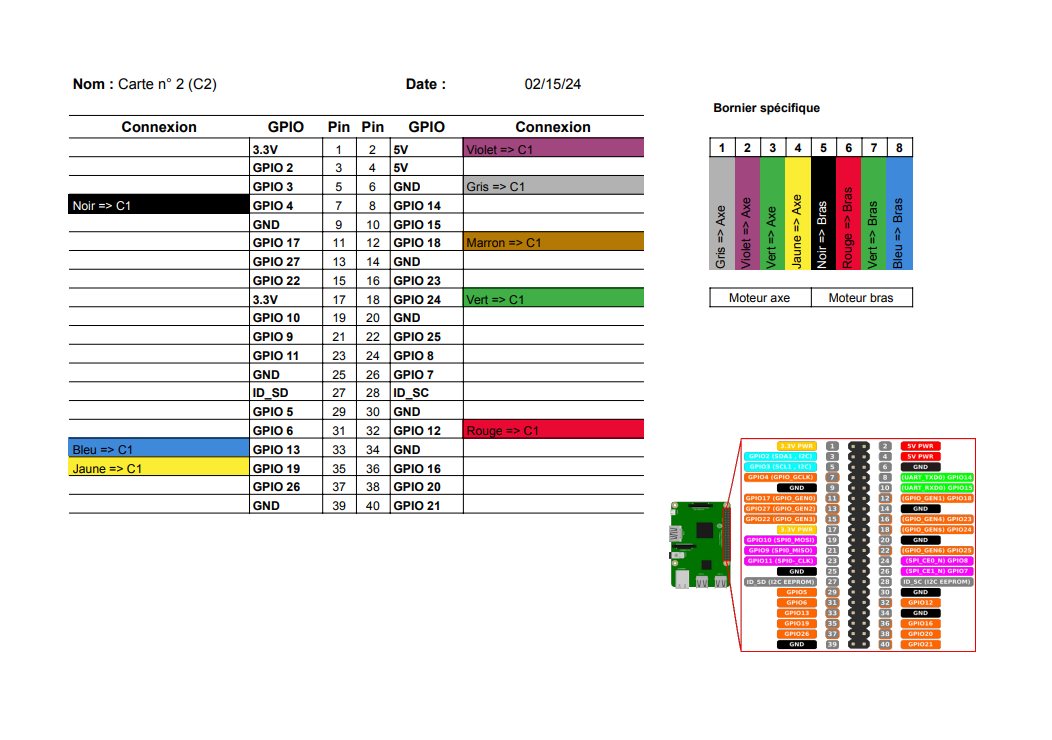 Nom : Carte n° 2 (C2) Date : 02/15/24
Connexion GPIO Pin Pin GPIO Connexion
3.3V 1 2 5V Violet => C1
GPIO 2 3 4 5V
GPIO 3 5 6 GND Gris => C1
Noir => C1 GPIO 4 7 8 GPIO 14
GND 9 10 GPIO 15
GPIO 17 11 12 GPIO 18 Marron => C1
GPIO 27 13 14 GND
GPIO 22 15 16 GPIO 23
3.3V 17 18 GPIO 24 Vert => C1
GPIO 10 19 20 GND
GPIO 9 21 22 GPIO 25
GPIO 11 23 24 GPIO 8
GND 25 26 GPIO 7
ID_SD 27 28 ID_SC
GPIO 5 29 30 GND
GPIO 6 31 32 GPIO 12 Rouge => C1
Bleu => C1 GPIO 13 33 34 GND
Jaune => C1 GPIO 19 35 36 GPIO 16
GPIO 26 37 38 GPIO 20
GND 39 40 GPIO 21
Bornier spécifique
1 2 3 4 5 6 7 8
Gris => Axe
Violet => Axe
Vert => Axe
Jaune => Axe
Noir => Bras
Rouge => Bras
Vert => Bras
Bleu => Bras
Moteur axe Moteur bras
3.3V PWR 1 2 5V PWR
GPIO2 (SDA1 , I2C) 3 4 5V PWR
GPIO3 (SCL1 , I2C) 5 6 GND
GPIO4 (GPIO_GCLK) 7 8 (UART_TXD0) GPIO14
GND 9 10 (UART_RXD0) GPIO15
GPIO17 (GPIO_GEN0) 11 12 (GPIO_GEN1) GPIO18
GPIO27 (GPIO_GEN2) 13 14 GND
GPIO22 (GPIO_GEN3) 15 16 (GPIO_GEN4) GPIO23
3.3V PWR 17 18 (GPIO_GEN5) GPIO24
GPIO10 (SPI0_MOSI) 19 20 GND
GPIO9 (SPI0_MISO) 21 22 (GPIO_GEN6) GPIO25
GPIO11 (SPI0-_CLK) 23 24 (SPI_CE0_N) GPIO8
GND 25 26 (SPI_CE1_N) GPIO7
ID_SD (I2C EEPROM) 27 28 ID_SC (I2C EEPROM)
GPIO5 29 30 GND
GPIO6 31 32 GPIO12
GPIO13 33 34 GND
GPIO19 35 36 GPIO16
GPIO26 37 38 GPIO20
GND 39 40 GPIO21